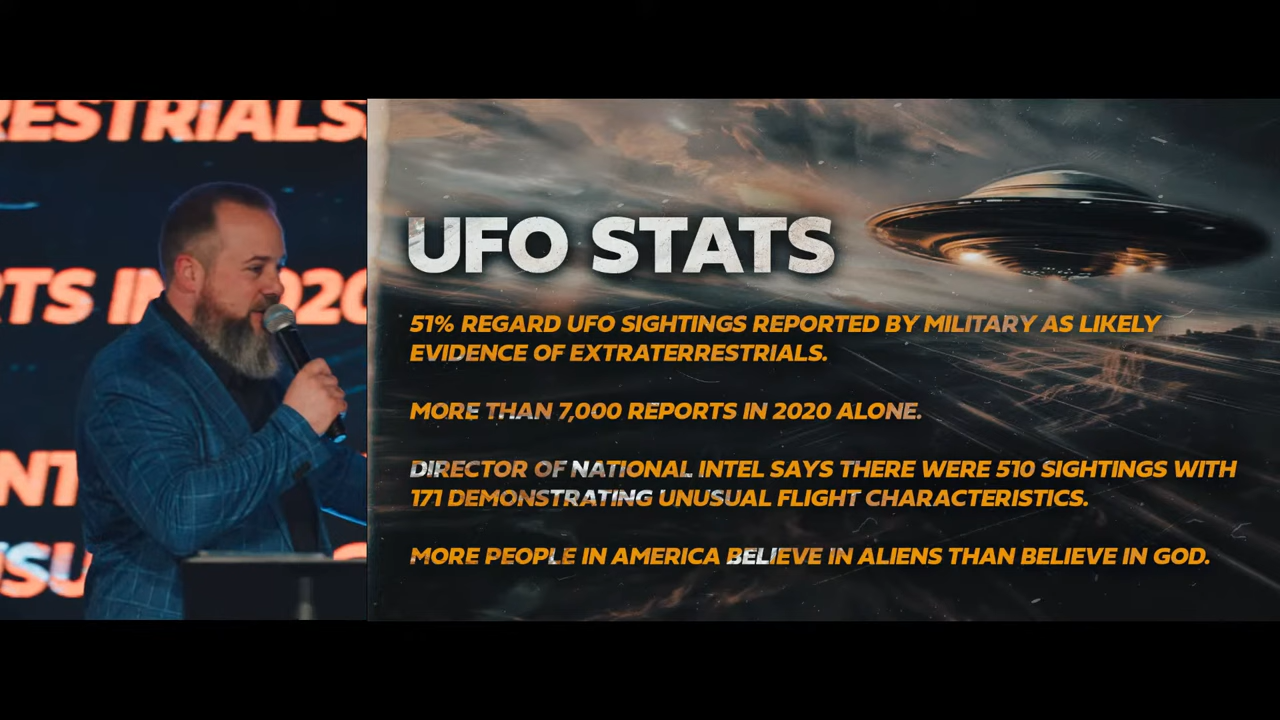 RESTRIALS.
RTS IN 2020
NT
USU
UFO STATS
51% REGARD UFO SIGHTINGS REPORTED BY MILITARY AS LIKELY
EVIDENCE OF EXTRATERRESTRIALS.
MORE THAN 7,000 REPORTS IN 2020 ALONE.
DIRECTOR OF NATIONAL INTEL SAYS THERE WERE 510 SIGHTINGS WITH
171 DEMONSTRATING UNUSUAL FLIGHT CHARACTERISTICS.
MORE PEOPLE IN AMERICA BELIEVE IN ALIENS THAN BELIEVE IN GOD.